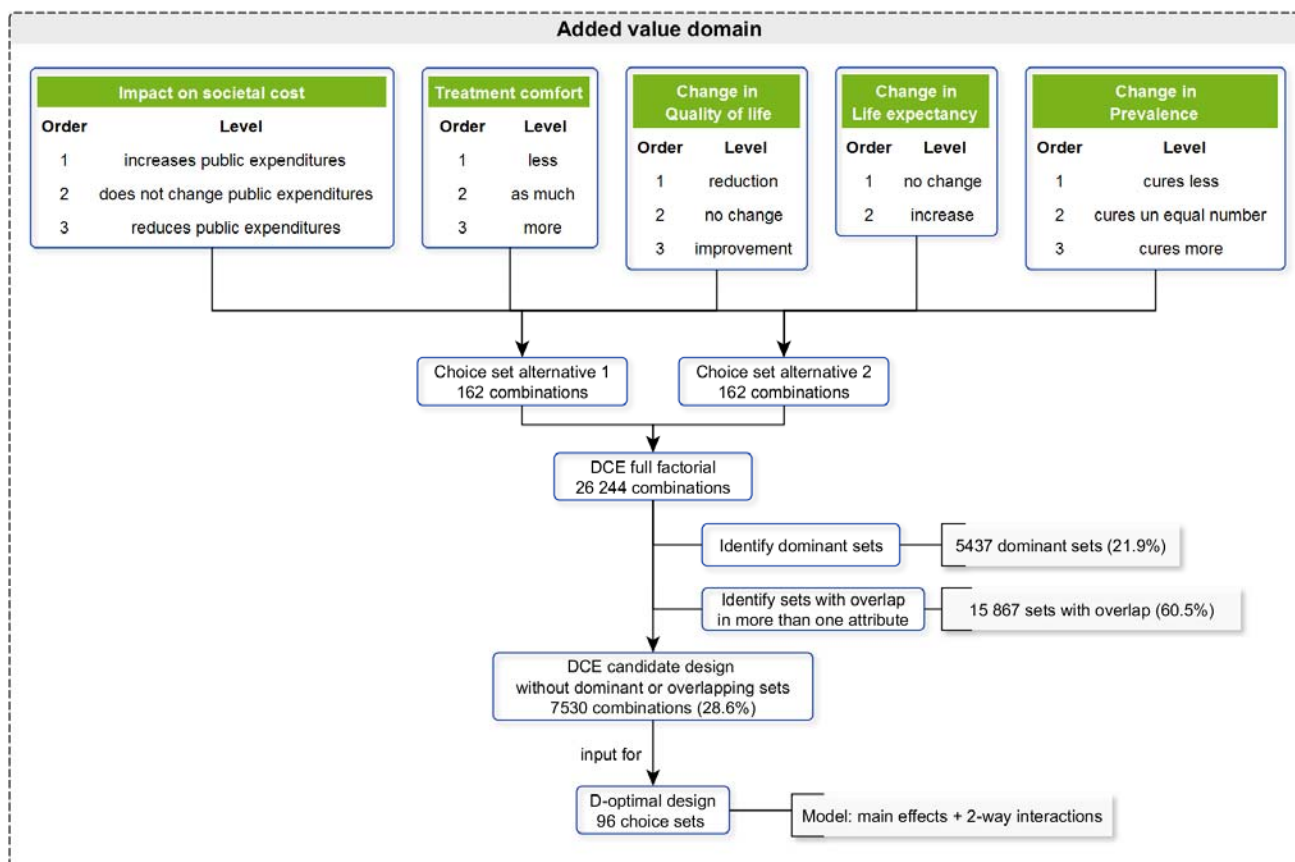 Added value domain
Impact on societal cost
Order Level
1 increases public expenditures
2 does not change public expenditures
3 reduces public expenditures
Treatment comfort
Order Level
1 less
2 as much
3 more
Change in
Quality of life
Order Level
1 reduction
2 no change
3 improvement
Change in
Life expectancy
Order Level
1 no change
2 increase
Change in
Prevalence
Order Level
1 cures less
2 cures un equal number
3 cures more
Choice set alternative 1
162 combinations
Choice set alternative 2
162 combinations
DCE full factorial
26 244 combinations
Identify dominant sets
5437 dominant sets (21.9%)
Identify sets with overlap
in more than one attribute
15 867 sets with overlap (60.5%)
DCE candidate design
without dominant or overlapping sets
7530 combinations (28.6%)
input for
D-optimal design
96 choice sets
Model: main effects + 2-way interactions